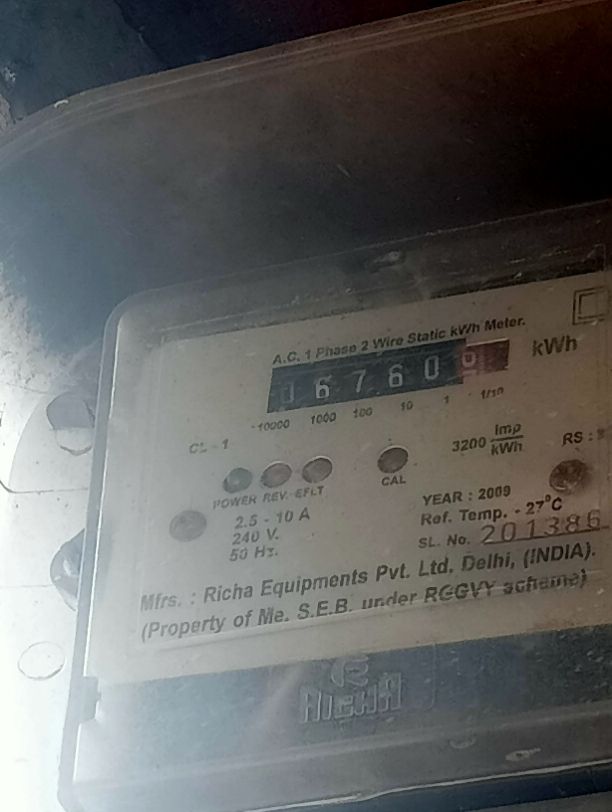 A.C. 1 Phase 2 Wire Static kWh Meter.
6 7 6 0 9 kWh
10000 1000 100 10 1 1/10
CL - 1
3200 Imp/kWh
RS :
POWER REV. EFLT CAL
2.5 - 10 A
240 V.
50 Hz.
YEAR : 2009
Ref. Temp. - 27°C
SL. No. 201386
Mfrs. : Richa Equipments Pvt. Ltd. Delhi, (INDIA).
(Property of Me. S.E.B. under RGGVY scheme)
RICHA